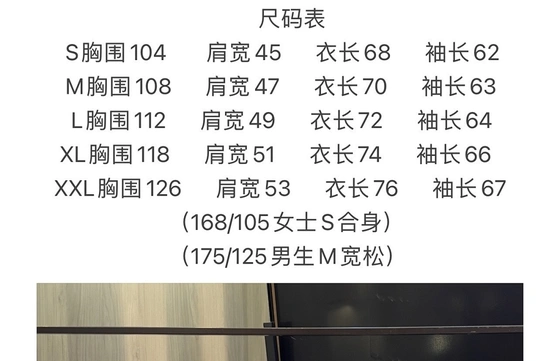 尺码表
S胸围104 肩宽45 衣长68 袖长62
M胸围108 肩宽47 衣长70 袖长63
L胸围112 肩宽49 衣长72 袖长64
XL胸围118 肩宽51 衣长74 袖长66
XXL胸围126 肩宽53 衣长76 袖长67
(168/105女士S合身)
(175/125男生M宽松)